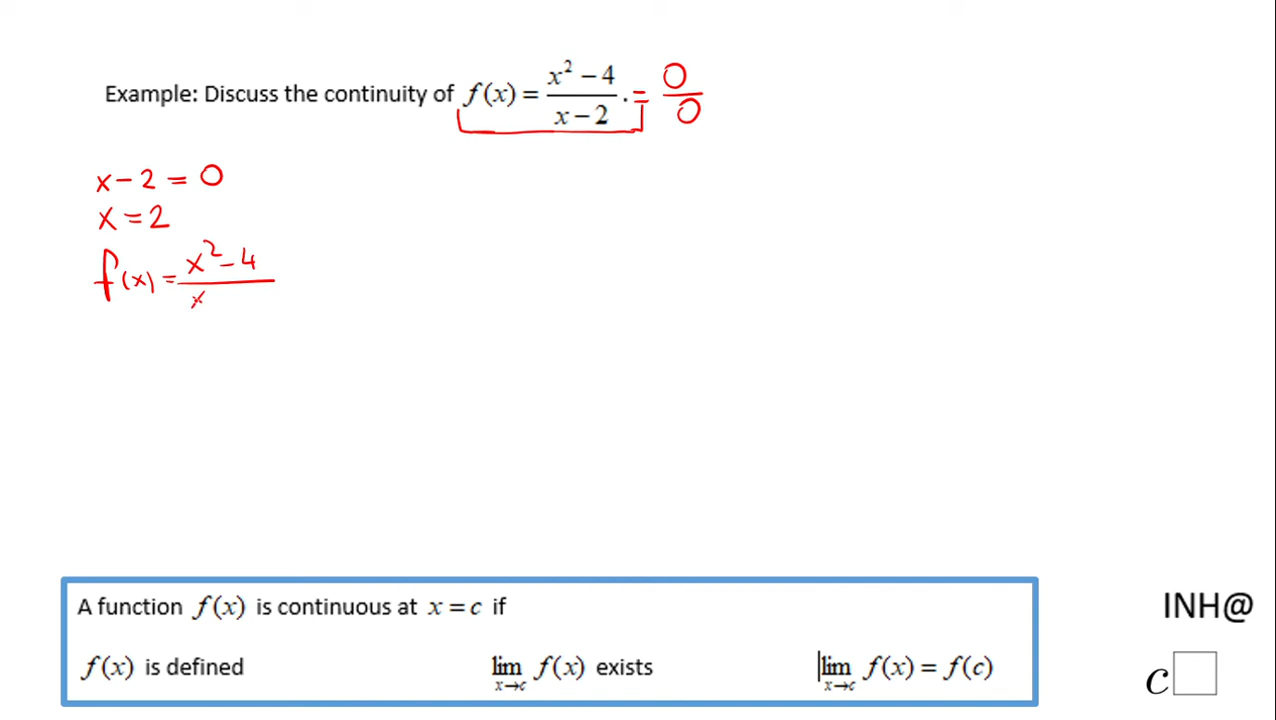 Example: Discuss the continuity of f(x) = (x² − 4)/(x − 2). = 0/0
x − 2 = 0
x = 2
f(x) = (x² − 4)/x
A function f(x) is continuous at x = c if
f(x) is defined lim x→c f(x) exists lim x→c f(x) = f(c)
INH@
c□